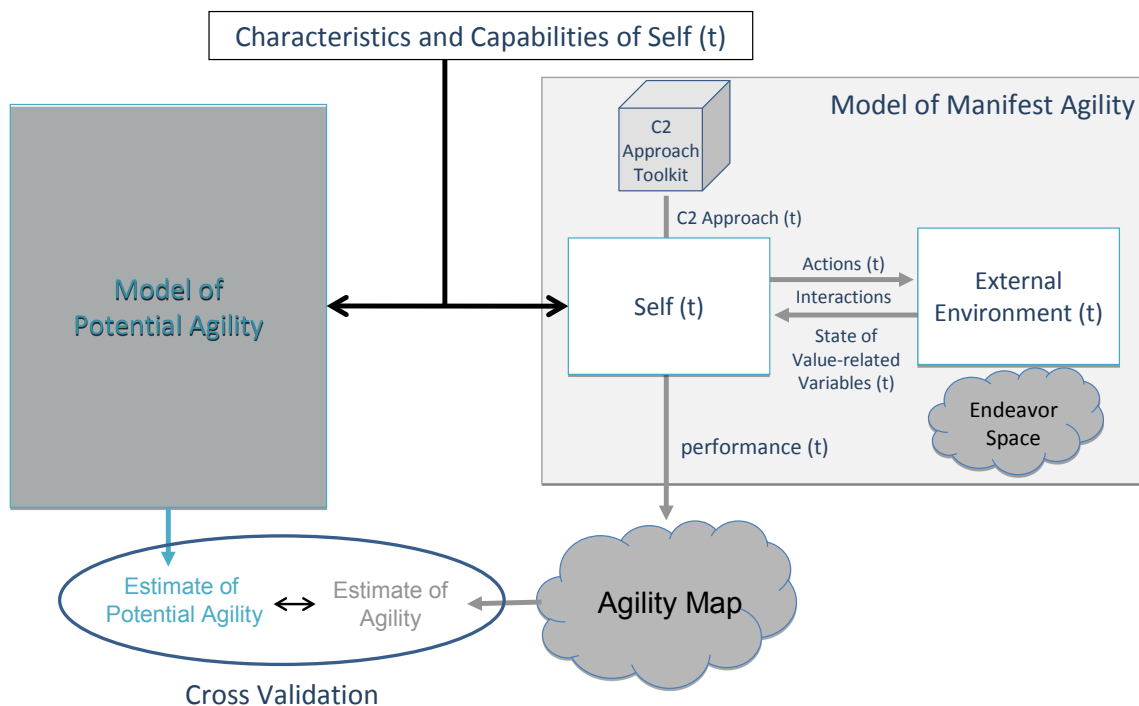 Characteristics and Capabilities of Self (t)
Model of Manifest Agility
C2
Approach
Toolkit
C2 Approach (t)
Model of
Potential Agility
Self (t)
Actions (t)
Interactions
State of
Value-related
Variables (t)
External
Environment (t)
Endeavor
Space
performance (t)
Estimate of
Potential Agility
Estimate of
Agility
Agility Map
Cross Validation